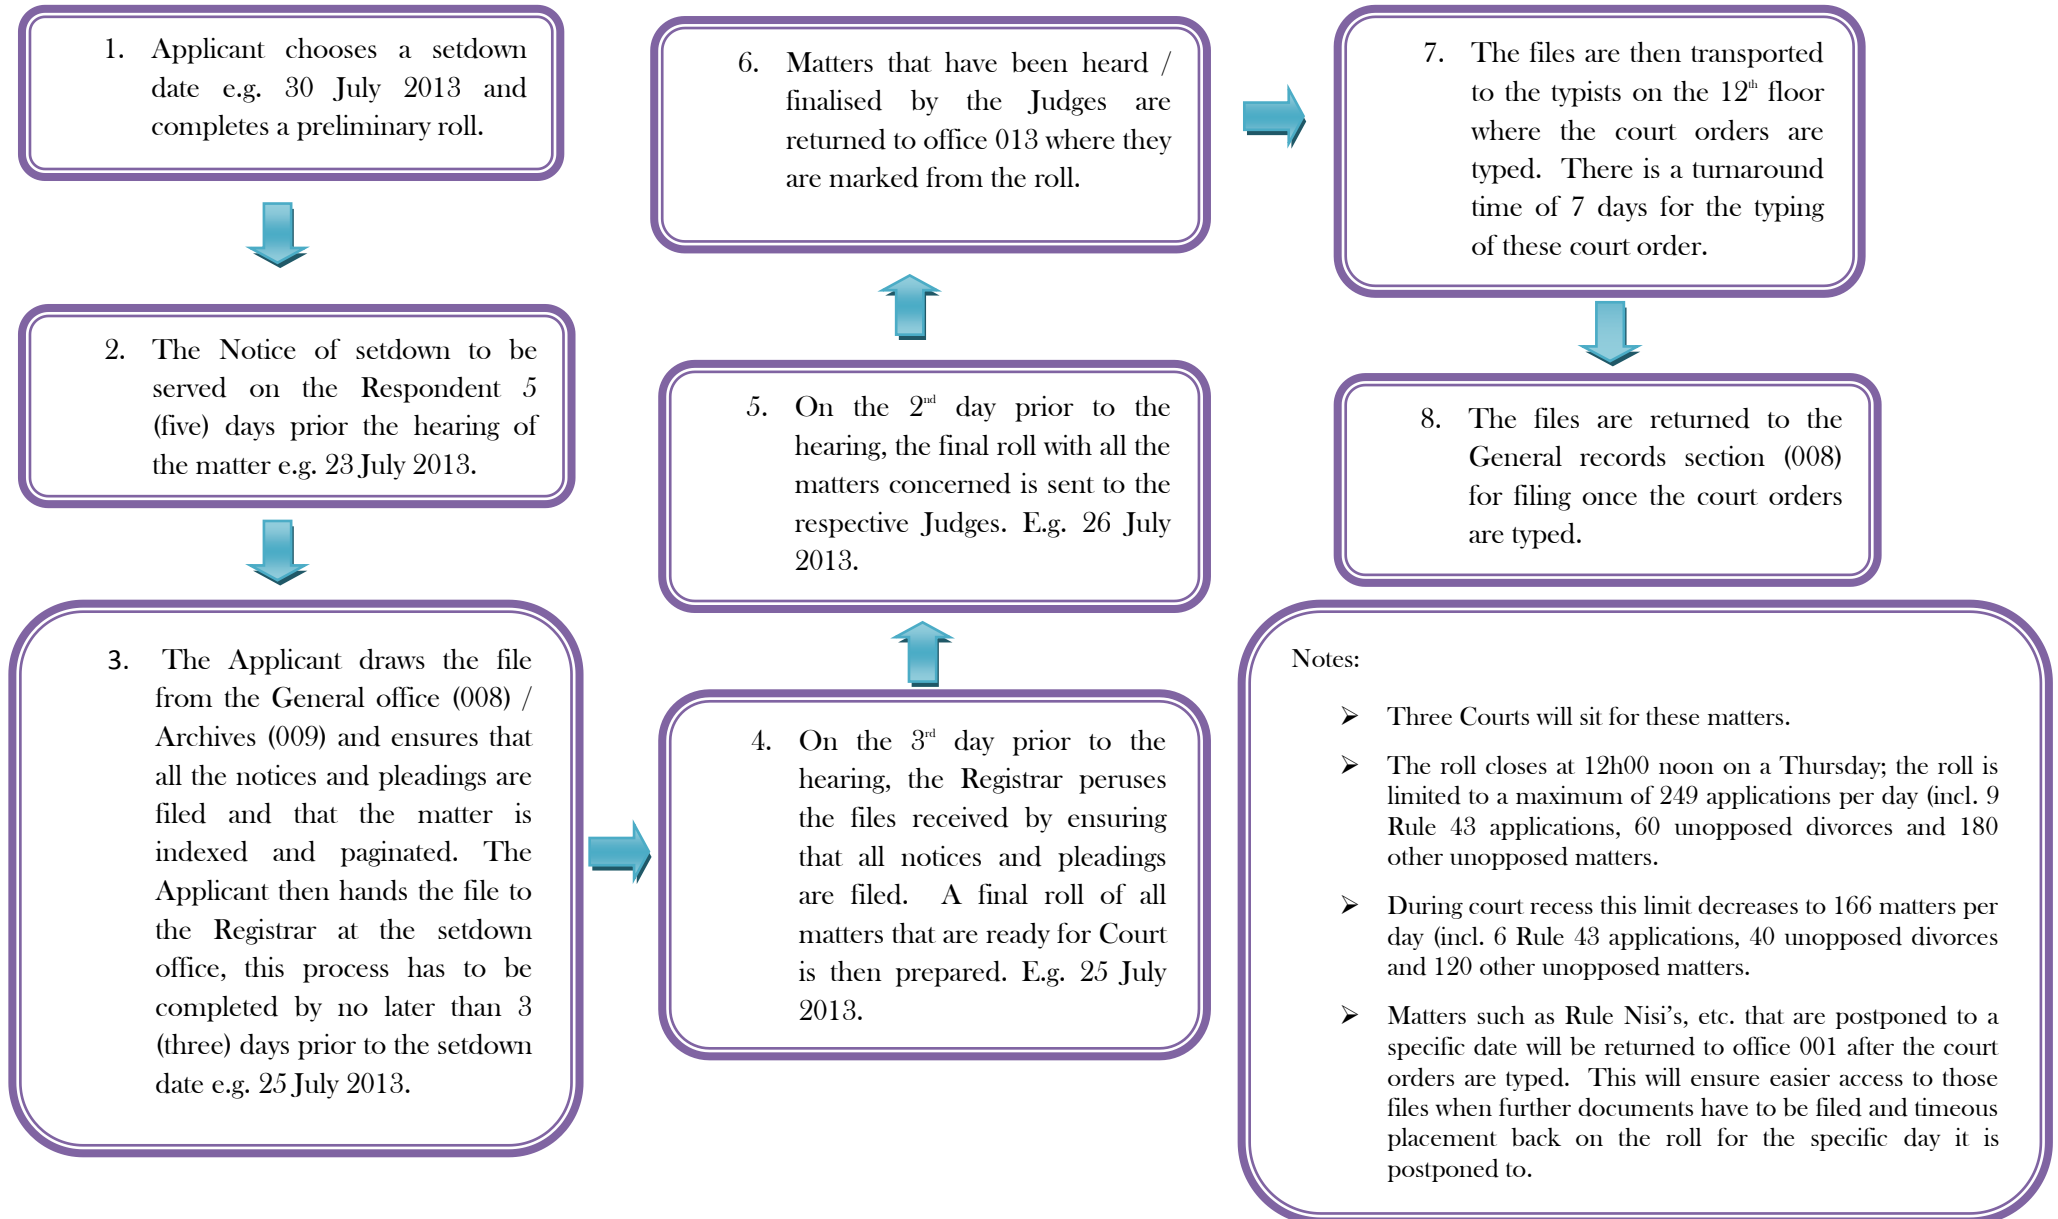 1. Applicant chooses a setdown
date e.g. 30 July 2013 and
completes a preliminary roll.
2. The Notice of setdown to be
served on the Respondent 5
(five) days prior the hearing of
the matter e.g. 23 July 2013.
3. The Applicant draws the file
from the General office (008) /
Archives (009) and ensures that
all the notices and pleadings are
filed and that the matter is
indexed and paginated. The
Applicant then hands the file to
the Registrar at the setdown
office, this process has to be
completed by no later than 3
(three) days prior to the setdown
date e.g. 25 July 2013.
4. On the 3rd day prior to the
hearing, the Registrar peruses
the files received by ensuring
that all notices and pleadings
are filed. A final roll of all
matters that are ready for Court
is then prepared. E.g. 25 July
2013.
5. On the 2nd day prior to the
hearing, the final roll with all the
matters concerned is sent to the
respective Judges. E.g. 26 July
2013.
6. Matters that have been heard /
finalised by the Judges are
returned to office 013 where they
are marked from the roll.
7. The files are then transported
to the typists on the 12th floor
where the court orders are
typed. There is a turnaround
time of 7 days for the typing
of these court order.
8. The files are returned to the
General records section (008)
for filing once the court orders
are typed.
Notes:
➢ Three Courts will sit for these matters.
➢ The roll closes at 12h00 noon on a Thursday; the roll is
limited to a maximum of 249 applications per day (incl. 9
Rule 43 applications, 60 unopposed divorces and 180
other unopposed matters.
➢ During court recess this limit decreases to 166 matters per
day (incl. 6 Rule 43 applications, 40 unopposed divorces
and 120 other unopposed matters.
➢ Matters such as Rule Nisi's, etc. that are postponed to a
specific date will be returned to office 001 after the court
orders are typed. This will ensure easier access to those
files when further documents have to be filed and timeous
placement back on the roll for the specific day it is
postponed to.